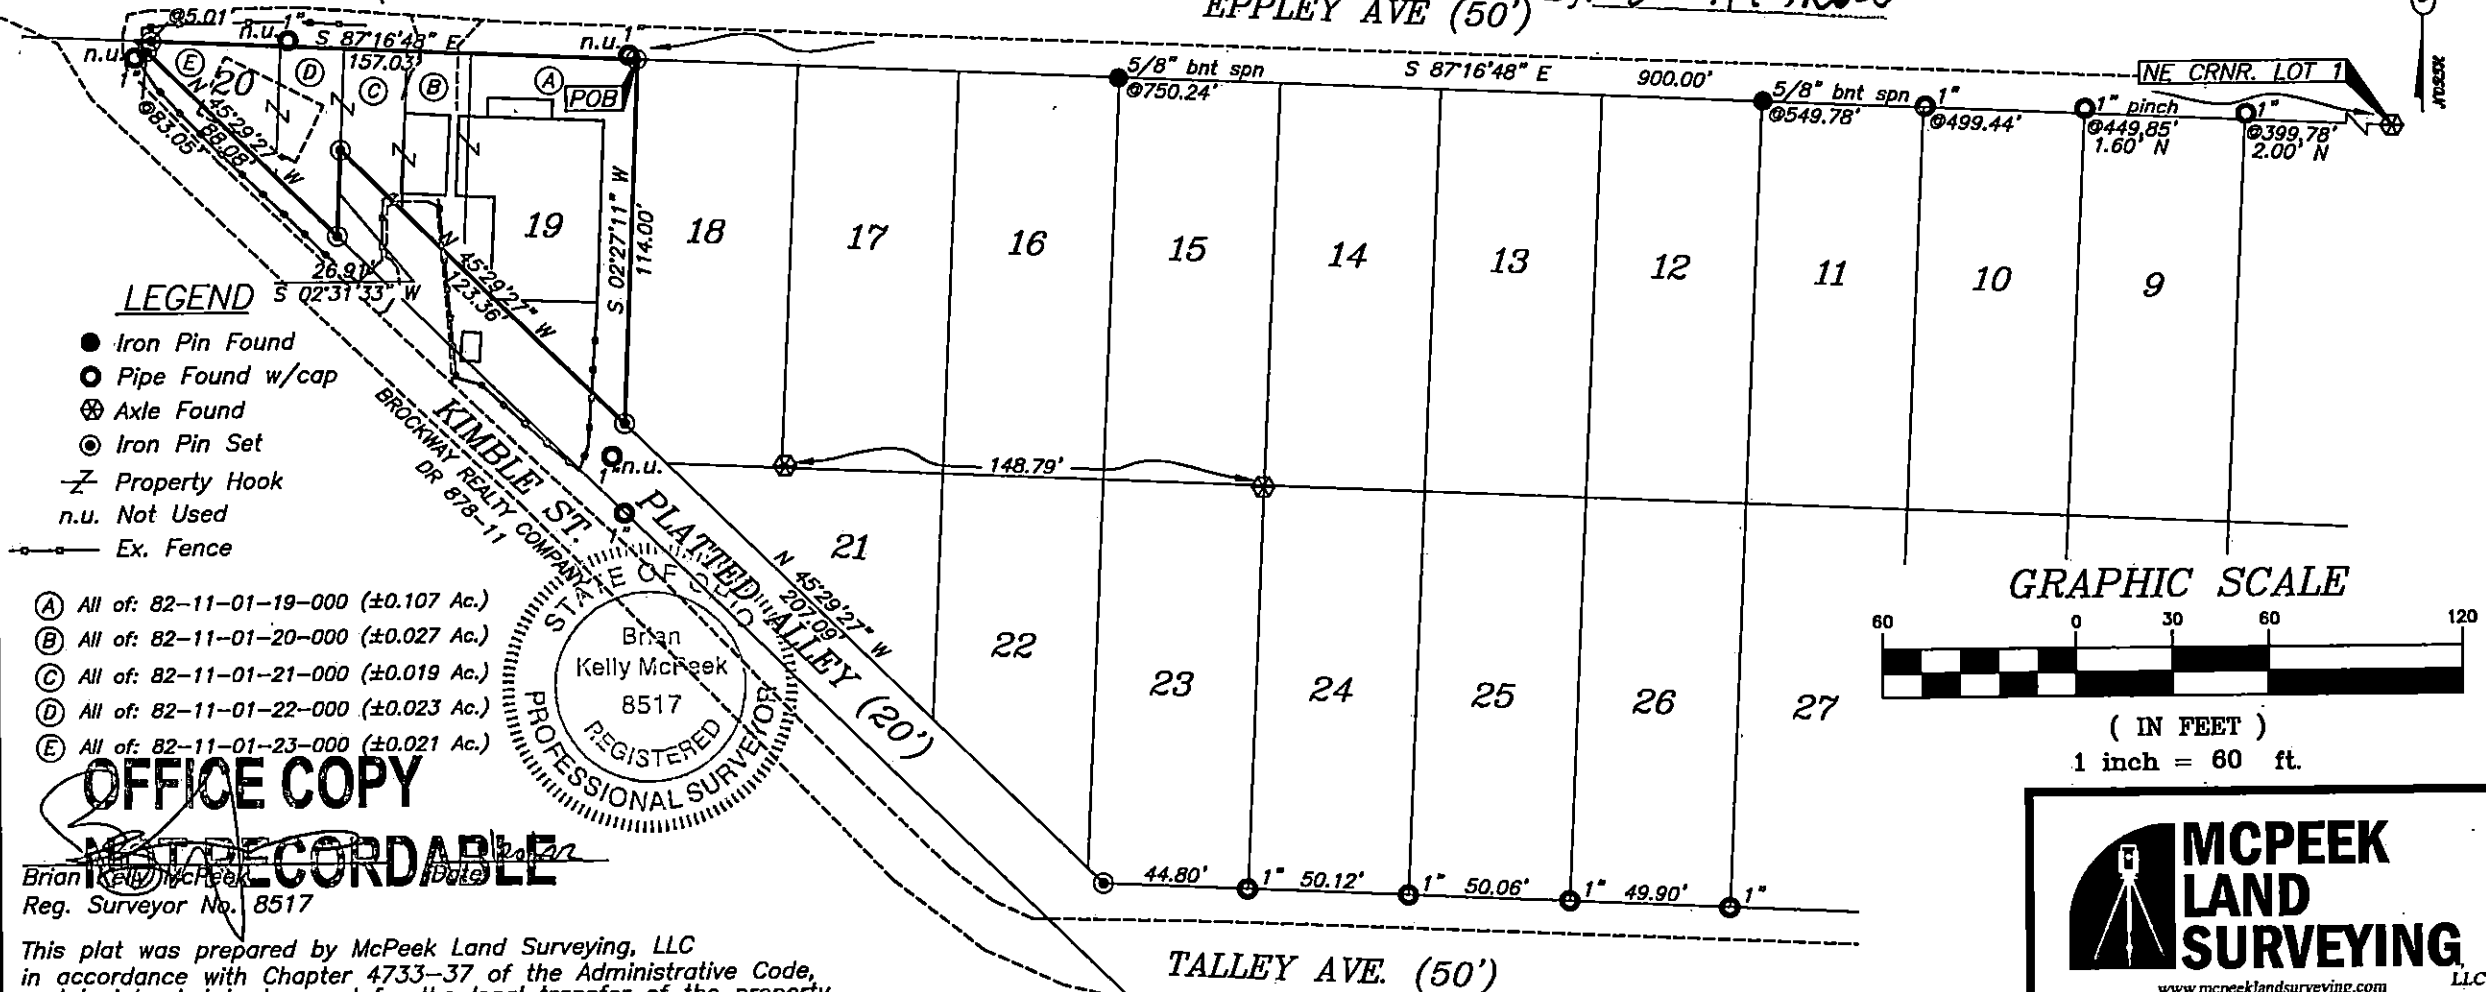 EPPLEY AVE (50')
@5.01
n.u.
1"
S 87°16'48" E
157.03'
n.u.
1"
n.u.
1"
E
20
D
C
B
A
POB
5/8" bnt spn
@750.24'
S 87°16'48" E
900.00'
5/8" bnt spn
@549.78'
1"
@499.44'
1" pinch
@449.85'
1.60' N
1"
@399.78'
2.00' N
NE CRNR. LOT 1
N 45°29'27" W
88.08'
@83.05'
26.91'
S 02°31'33" W
N 45°29'27" W
123.36'
S 02°27'11" W
114.00'
19
18
17
16
15
14
13
12
11
10
9
148.79'
1"
n.u.
1"
KIMBLE ST.
BROCKWAY REALTY COMPANY
DR 878-11
PLATTED ALLEY (20')
N 45°29'27" W
207.09'
21
22
23
24
25
26
27
44.80'
1"
50.12'
1"
50.06'
1"
49.90'
1"
TALLEY AVE. (50')
LEGEND
Iron Pin Found
Pipe Found w/cap
Axle Found
Iron Pin Set
Property Hook
n.u. Not Used
Ex. Fence
A All of: 82-11-01-19-000 (±0.107 Ac.)
B All of: 82-11-01-20-000 (±0.027 Ac.)
C All of: 82-11-01-21-000 (±0.019 Ac.)
D All of: 82-11-01-22-000 (±0.023 Ac.)
E All of: 82-11-01-23-000 (±0.021 Ac.)
STATE OF OHIO
Brian
Kelly McPeek
8517
REGISTERED
PROFESSIONAL SURVEYOR
OFFICE COPY
NOT RECORDABLE
Brian Kelly McPeek Date
Reg. Surveyor No. 8517
This plat was prepared by McPeek Land Surveying, LLC
in accordance with Chapter 4733-37 of the Administrative Code,
GRAPHIC SCALE
60 0 30 60 120
( IN FEET )
1 inch = 60 ft.
MCPEEK
LAND
SURVEYING,
LLC
www.mcpeeklandsurveying.com